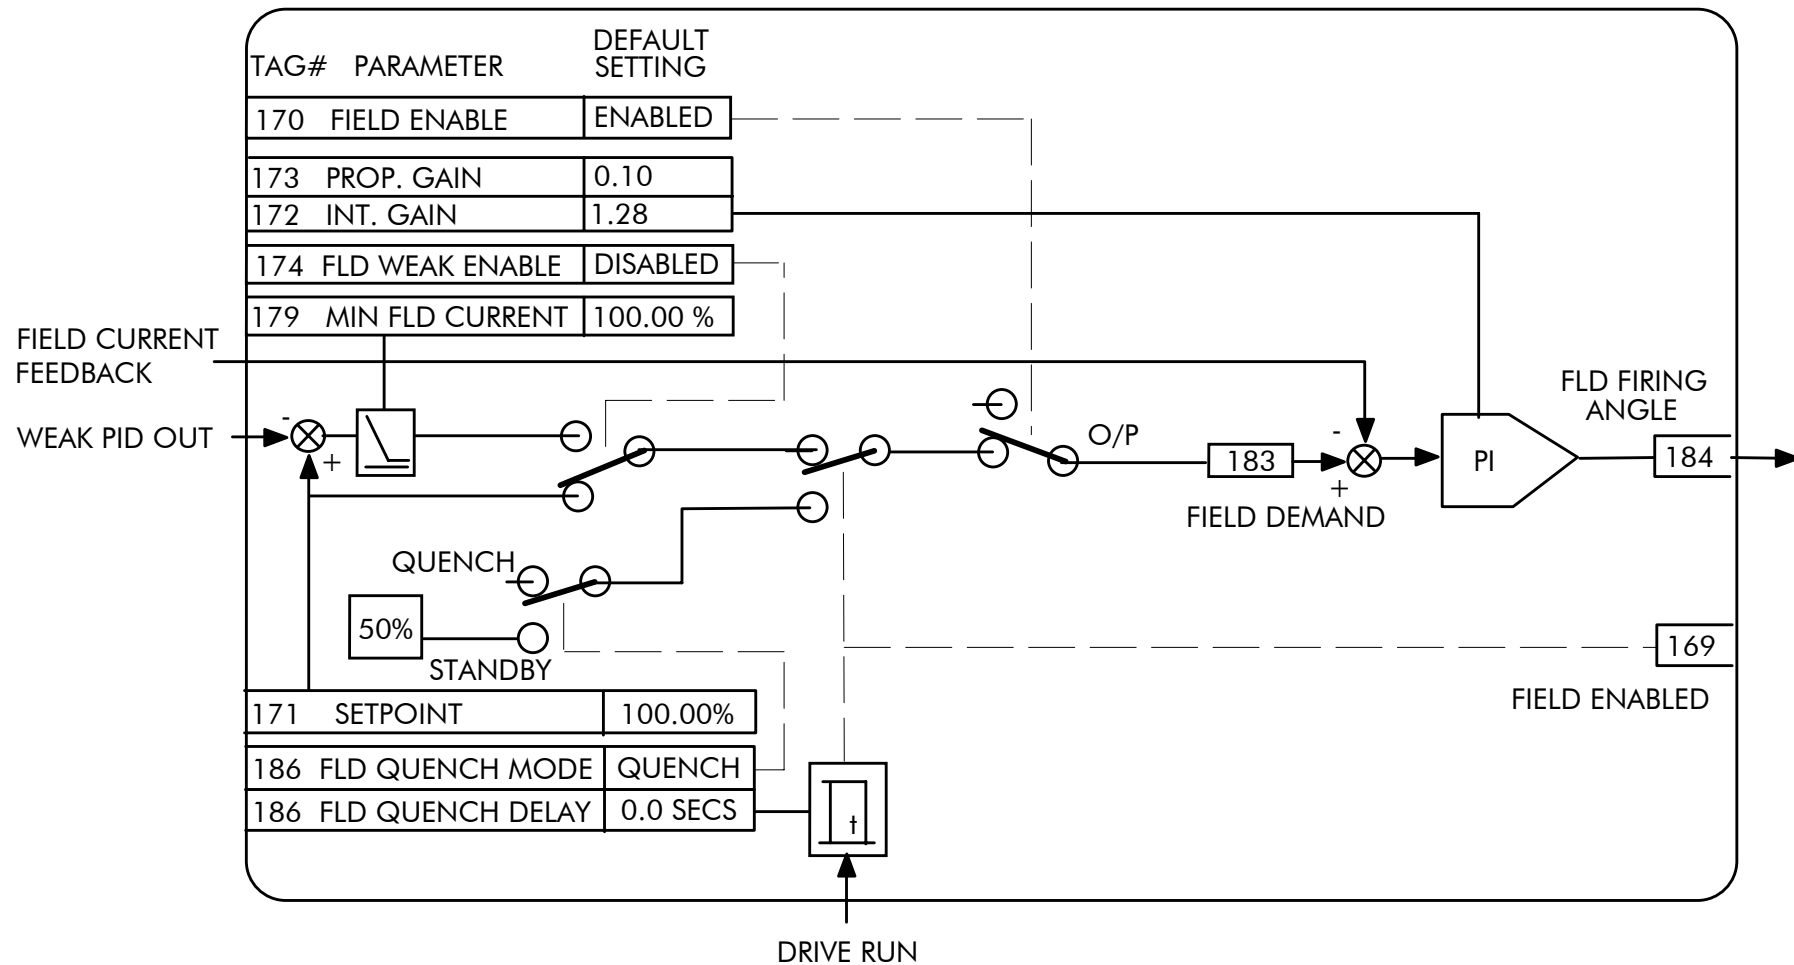 DEFAULT
TAG# PARAMETER SETTING
170 FIELD ENABLE ENABLED
173 PROP. GAIN 0.10
172 INT. GAIN 1.28
174 FLD WEAK ENABLE DISABLED
179 MIN FLD CURRENT 100.00 %
FIELD CURRENT
FEEDBACK
FLD FIRING
ANGLE
WEAK PID OUT
-
+
O/P
183
-
+
PI
184
FIELD DEMAND
QUENCH
50%
STANDBY
169
FIELD ENABLED
171 SETPOINT 100.00%
186 FLD QUENCH MODE QUENCH
186 FLD QUENCH DELAY 0.0 SECS
t
DRIVE RUN